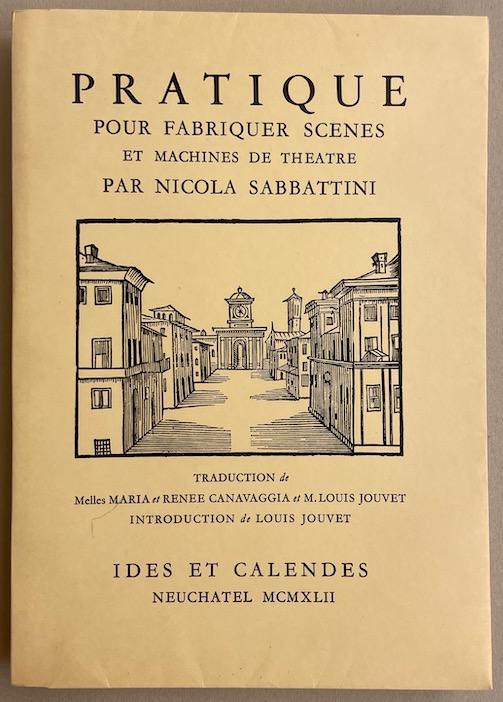 PRATIQUE
POUR FABRIQUER SCENES
ET MACHINES DE THEATRE
PAR NICOLA SABBATTINI
TRADUCTION de
Melles MARIA et RENEE CANAVAGGIA et M. LOUIS JOUVET
INTRODUCTION de LOUIS JOUVET
IDES ET CALENDES
NEUCHATEL MCMXLII